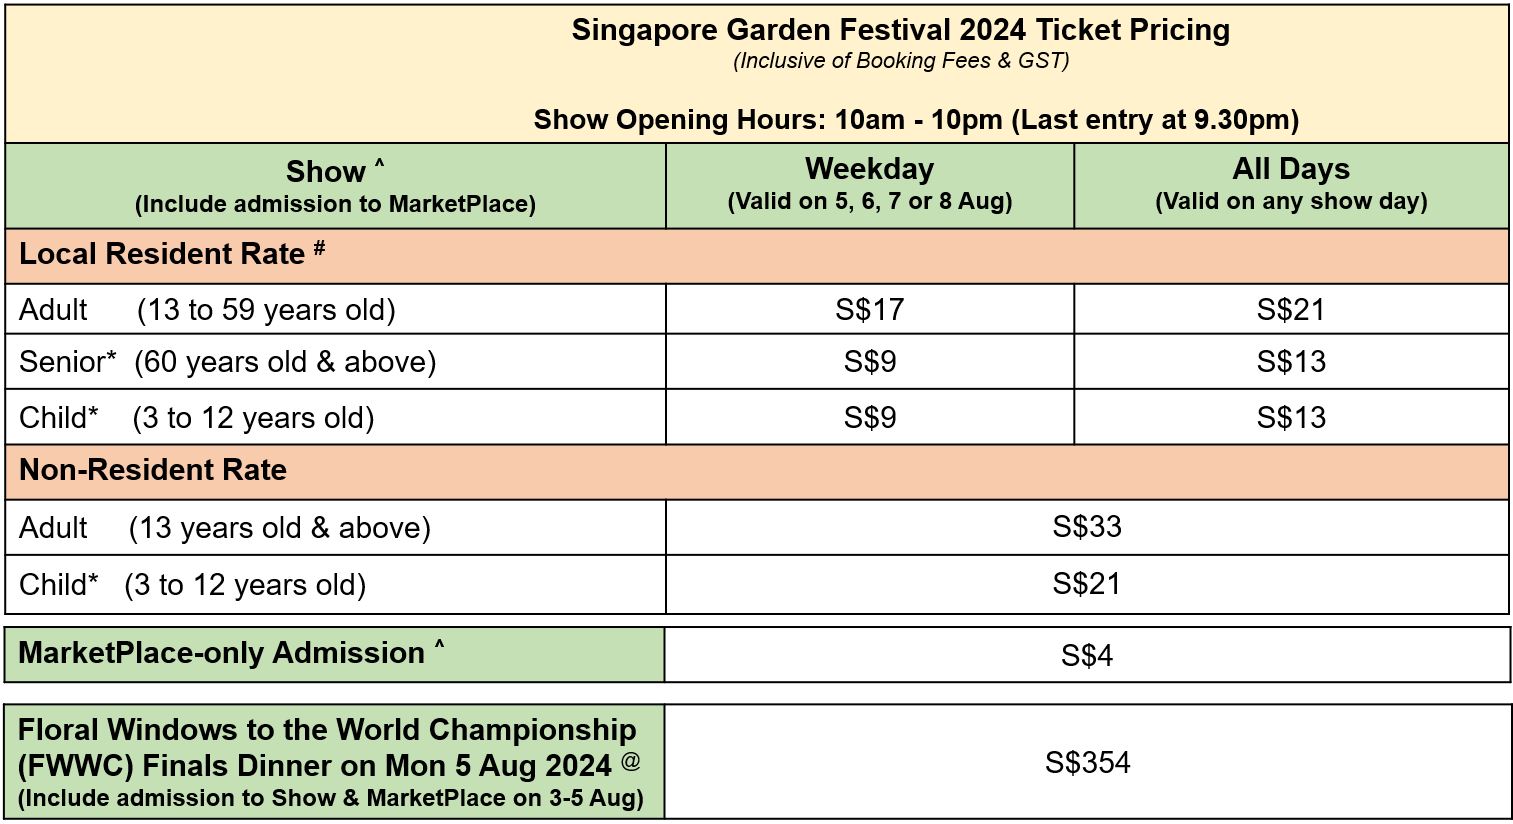 Singapore Garden Festival 2024 Ticket Pricing
(Inclusive of Booking Fees & GST)
Show Opening Hours: 10am - 10pm (Last entry at 9.30pm)
Show ^ Weekday All Days
(Include admission to MarketPlace) (Valid on 5, 6, 7 or 8 Aug) (Valid on any show day)
Local Resident Rate #
Adult (13 to 59 years old) S$17 S$21
Senior* (60 years old & above) S$9 S$13
Child* (3 to 12 years old) S$9 S$13
Non-Resident Rate
Adult (13 years old & above) S$33
Child* (3 to 12 years old) S$21
MarketPlace-only Admission ^ S$4
Floral Windows to the World Championship
(FWWC) Finals Dinner on Mon 5 Aug 2024 @ S$354
(Include admission to Show & MarketPlace on 3-5 Aug)